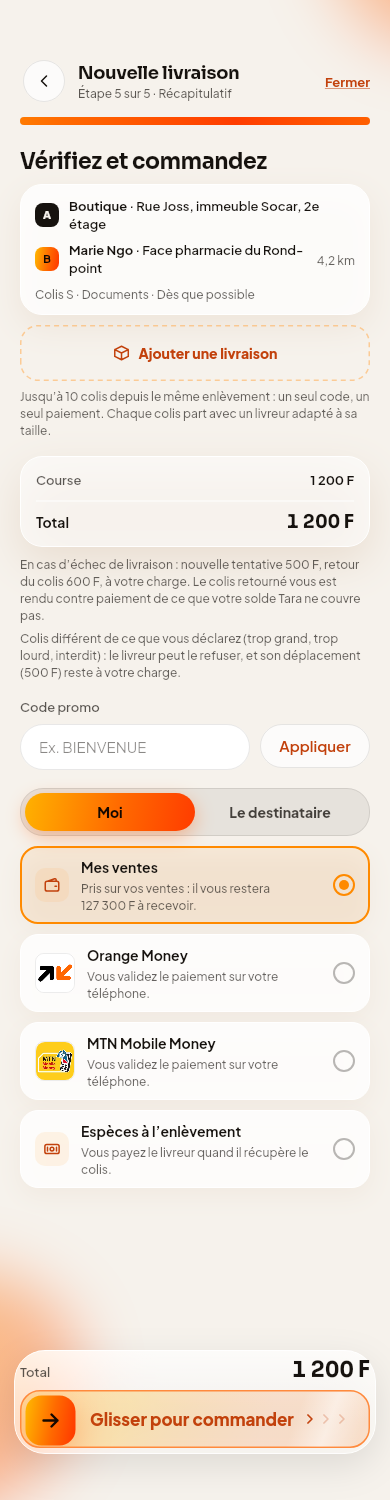 Nouvelle livraison
Étape 5 sur 5 · Récapitulatif
Fermer
Vérifiez et commandez
A
Boutique · Rue Joss, immeuble Socar, 2e
étage
B
Marie Ngo · Face pharmacie du Rond-
point
4,2 km
Colis S · Documents · Dès que possible
Ajouter une livraison
Jusqu'à 10 colis depuis le même enlèvement : un seul code, un
seul paiement. Chaque colis part avec un livreur adapté à sa
taille.
Course
1 200 F
Total
1 200 F
En cas d'échec de livraison : nouvelle tentative 500 F, retour
du colis 600 F, à votre charge. Le colis retourné vous est
rendu contre paiement de ce que votre solde Tara ne couvre
pas.
Colis différent de ce que vous déclarez (trop grand, trop
lourd, interdit) : le livreur peut le refuser, et son déplacement
(500 F) reste à votre charge.
Code promo
Ex. BIENVENUE
Appliquer
Moi
Le destinataire
Mes ventes
Pris sur vos ventes : il vous restera
127 300 F à recevoir.
Orange Money
Vous validez le paiement sur votre
téléphone.
MTN
Mobile
Money
MTN Mobile Money
Vous validez le paiement sur votre
téléphone.
Espèces à l'enlèvement
Vous payez le livreur quand il récupère le
colis.
Total
1 200 F
Glisser pour commander